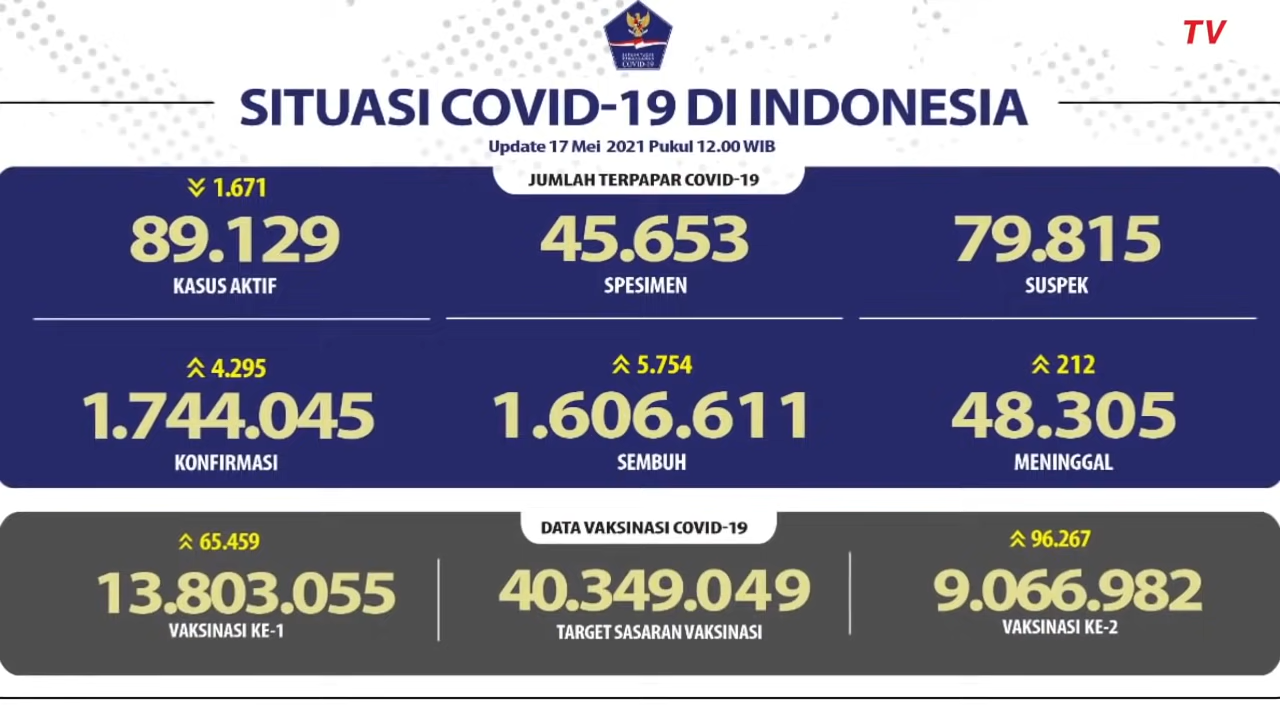 TV
COVID-19
SITUASI COVID-19 DI INDONESIA
Update 17 Mei 2021 Pukul 12.00 WIB
JUMLAH TERPAPAR COVID-19
1.671
89.129
KASUS AKTIF
45.653
SPESIMEN
79.815
SUSPEK
4.295
1.744.045
KONFIRMASI
5.754
1.606.611
SEMBUH
212
48.305
MENINGGAL
DATA VAKSINASI COVID-19
65.459
13.803.055
VAKSINASI KE-1
40.349.049
TARGET SASARAN VAKSINASI
96.267
9.066.982
VAKSINASI KE-2